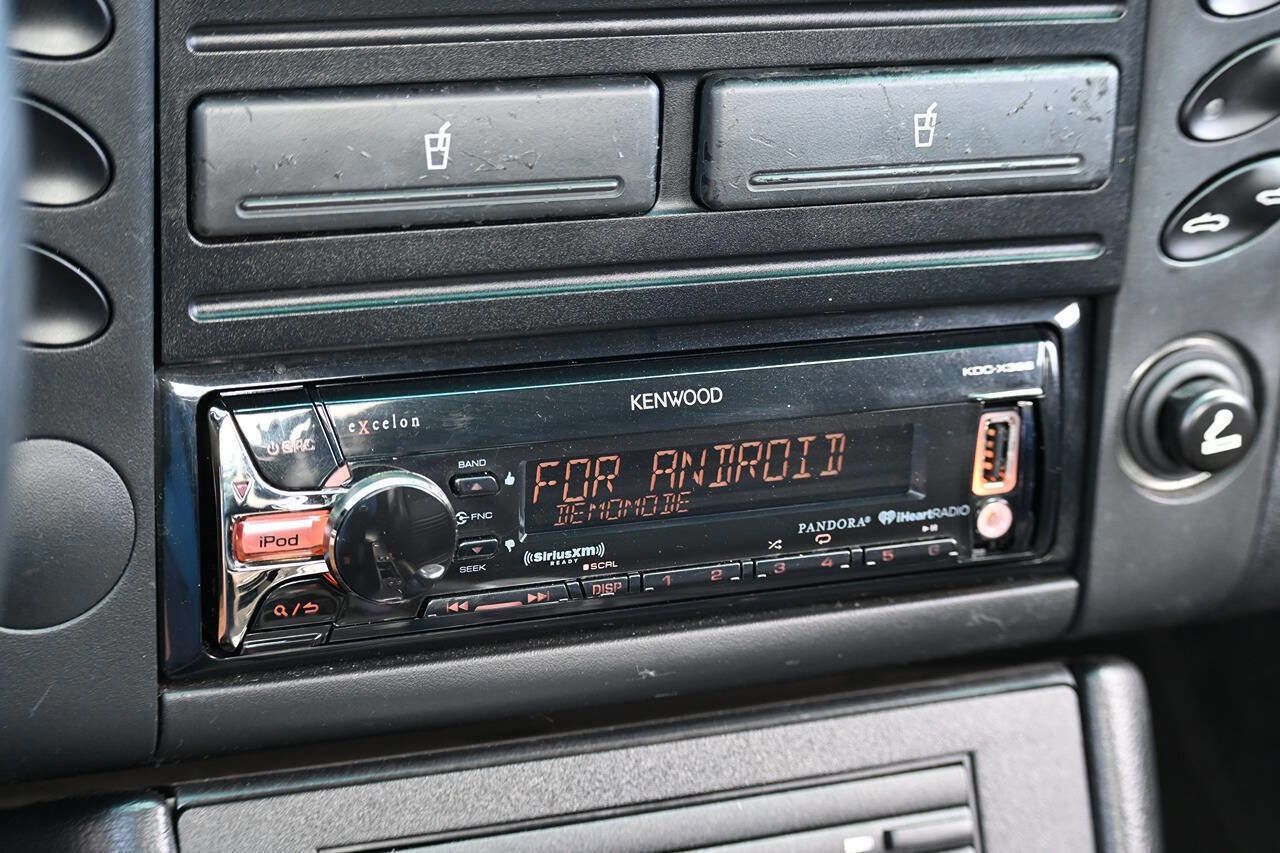 KENWOOD
eXcelon
SRC
BAND
FOR ANDROID
DEMOMODE
FNC
iPod
PANDORA®
iHeartRADIO
SEEK
((SiriusXm))
READY
SCRL
DISP
1 2 3 4 5 6